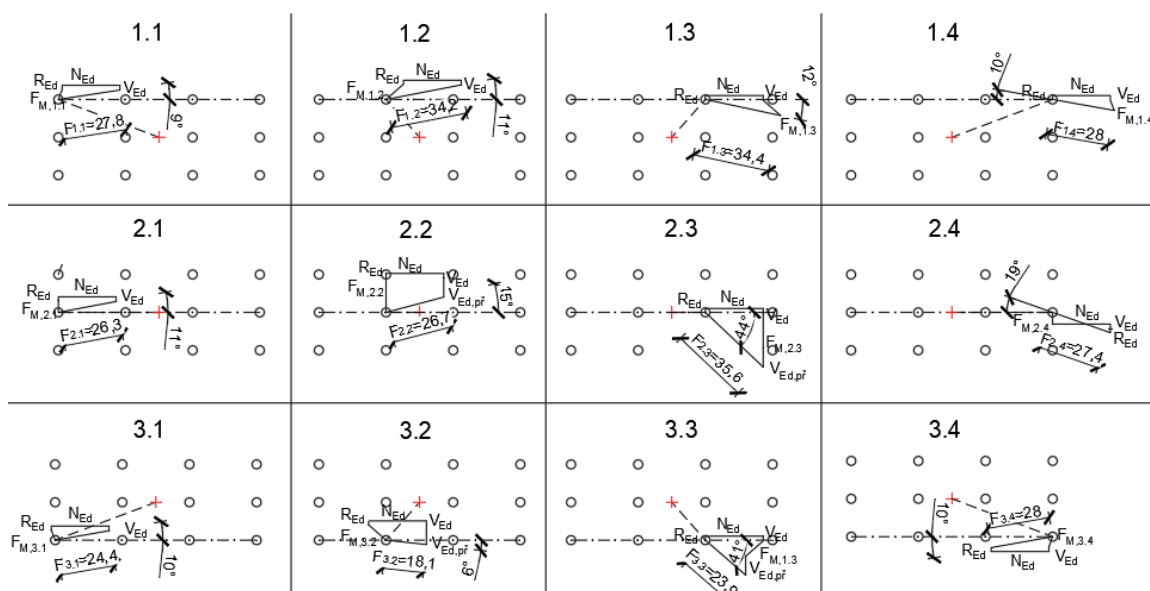 1.1
1.2
1.3
1.4
R_Ed N_Ed V_Ed
F_M,1.1
F_1.1=27,8
9°
R_Ed N_Ed V_Ed
F_M,1.2
F_1.2=34,2
11°
R_Ed N_Ed V_Ed
F_M,1.3
F_1.3=34,4
12°
10°
R_Ed N_Ed V_Ed
F_M,1.4
F_1.4=28
2.1
2.2
2.3
2.4
R_Ed N_Ed V_Ed
F_M,2.1
F_2.1=26,3
11°
R_Ed N_Ed V_Ed
F_M,2.2 V_Ed,př
F_2.2=26,7
15°
R_Ed N_Ed V_Ed
44°
F_M,2.3
V_Ed,př
F_2.3=35,6
19°
F_M,2.4 N_Ed V_Ed
R_Ed
F_2.4=27,4
3.1
3.2
3.3
3.4
R_Ed N_Ed V_Ed
F_M,3.1
F_3.1=24,4
10°
R_Ed N_Ed V_Ed
F_M,3.2 V_Ed,př
F_3.2=18,1
9°
R_Ed N_Ed V_Ed
41°
F_M,1.3
V_Ed,př
F_3.3=23,9
10°
F_3.4=28
F_M,3.4
R_Ed N_Ed V_Ed